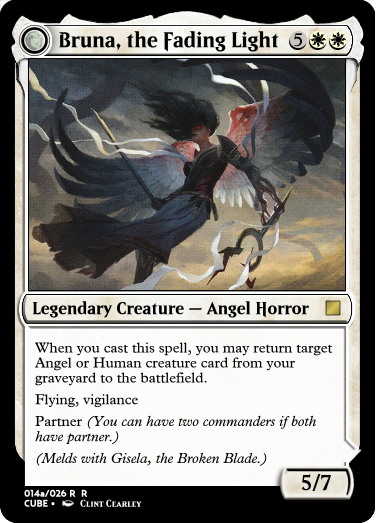 Bruna, the Fading Light 5
Legendary Creature — Angel Horror
When you cast this spell, you may return target
Angel or Human creature card from your
graveyard to the battlefield.
Flying, vigilance
Partner (You can have two commanders if both
have partner.)
(Melds with Gisela, the Broken Blade.)
5/7
014a/026 R R
CUBE • Clint Cearley